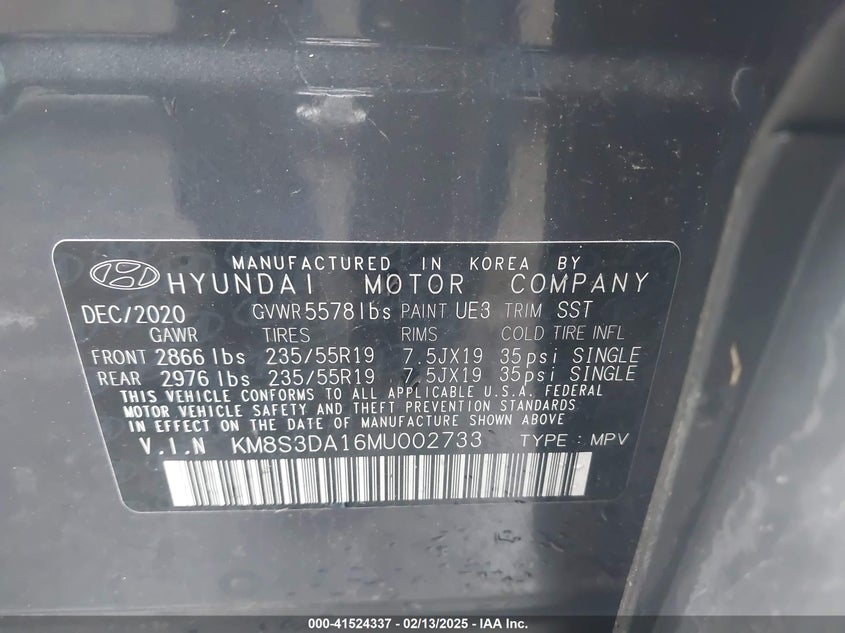 MANUFACTURED IN KOREA BY
HYUNDAI MOTOR COMPANY
DEC/2020 GVWR 5578lbs PAINT UE3 TRIM SST
GAWR TIRES RIMS COLD TIRE INFL
FRONT 2866 lbs 235/55R19 7.5JX19 35psi SINGLE
REAR 2976 lbs 235/55R19 7.5JX19 35psi SINGLE
THIS VEHICLE CONFORMS TO ALL APPLICABLE U.S.A. FEDERAL
MOTOR VEHICLE SAFETY AND THEFT PREVENTION STANDARDS
IN EFFECT ON THE DATE OF MANUFACTURE SHOWN ABOVE
V.I.N KM8S3DA16MU002733 TYPE : MPV
000-41524337 - 02/13/2025 - IAA Inc.